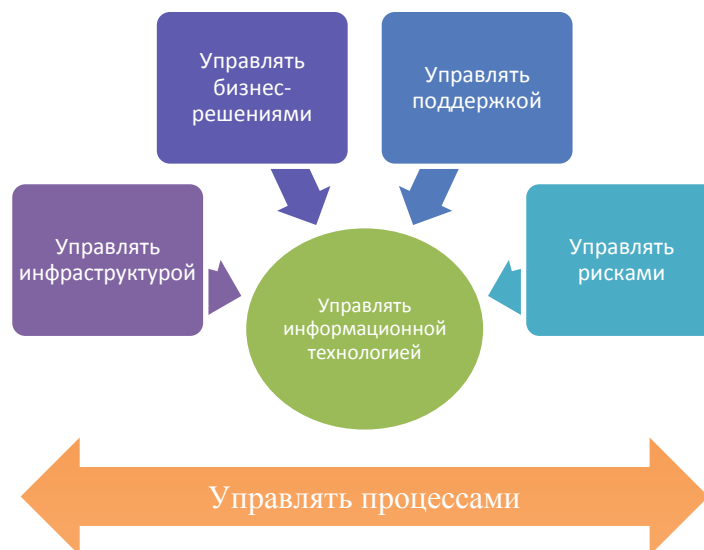 Управлять
бизнес-
решениями
Управлять
поддержкой
Управлять
инфраструктурой
Управлять
рисками
Управлять
информационной
технологией
Управлять процессами